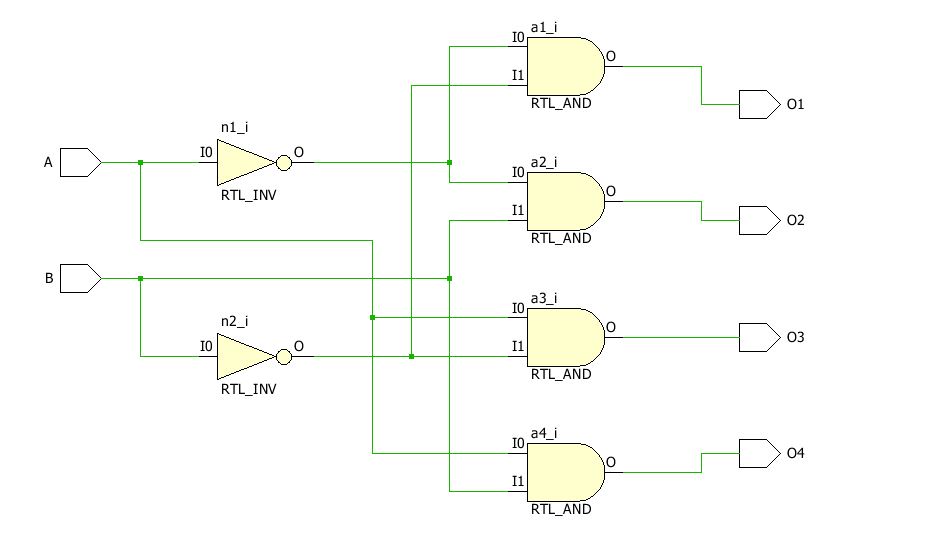 a1_i
I0
O
I1
O1
RTL_AND
n1_i
I0
O
A
RTL_INV
a2_i
I0
O
I1
O2
RTL_AND
B
a3_i
I0
O
O3
I1
RTL_AND
n2_i
I0
O
RTL_INV
a4_i
I0
O
O4
I1
RTL_AND